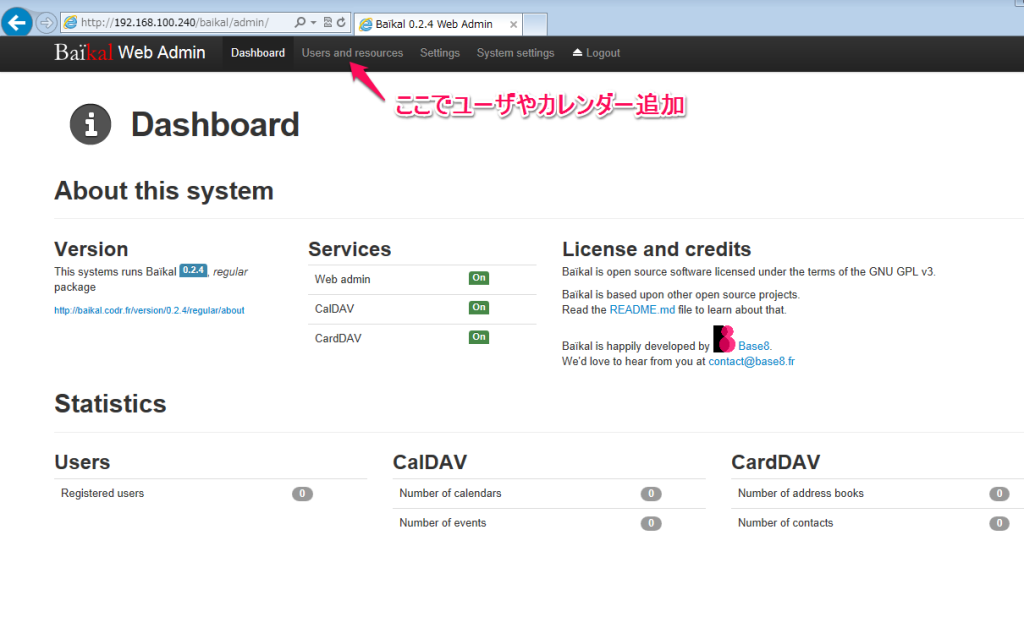 http://192.168.100.240/baikal/admin/
Baïkal 0.2.4 Web Admin
Baïkal Web Admin Dashboard Users and resources Settings System settings Logout
ここでユーザやカレンダー追加
Dashboard
About this system
Version
This systems runs Baïkal 0.2.4, regular
package
http://baikal.codr.fr/version/0.2.4/regular/about
Services
Web admin On
CalDAV On
CardDAV On
License and credits
Baïkal is open source software licensed under the terms of the GNU GPL v3.
Baïkal is based upon other open source projects.
Read the README.md file to learn about that.
Baïkal is happily developed by Base8.
We'd love to hear from you at contact@base8.fr
Statistics
Users
Registered users 0
CalDAV
Number of calendars 0
Number of events 0
CardDAV
Number of address books 0
Number of contacts 0